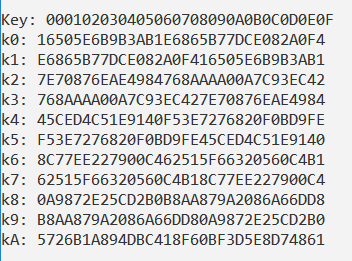 Key: 000102030405060708090A0B0C0D0E0F
k0: 16505E6B9B3AB1E6865B77DCE082A0F4
k1: E6865B77DCE082A0F416505E6B9B3AB1
k2: 7E70876EAE4984768AAAA00A7C93EC42
k3: 768AAAA00A7C93EC427E70876EAE4984
k4: 45CED4C51E9140F53E7276820F0BD9FE
k5: F53E7276820F0BD9FE45CED4C51E9140
k6: 8C77EE227900C462515F66320560C4B1
k7: 62515F66320560C4B18C77EE227900C4
k8: 0A9872E25CD2B0B8AA879A2086A66DD8
k9: B8AA879A2086A66DD80A9872E25CD2B0
kA: 5726B1A894DBC418F60BF3D5E8D74861